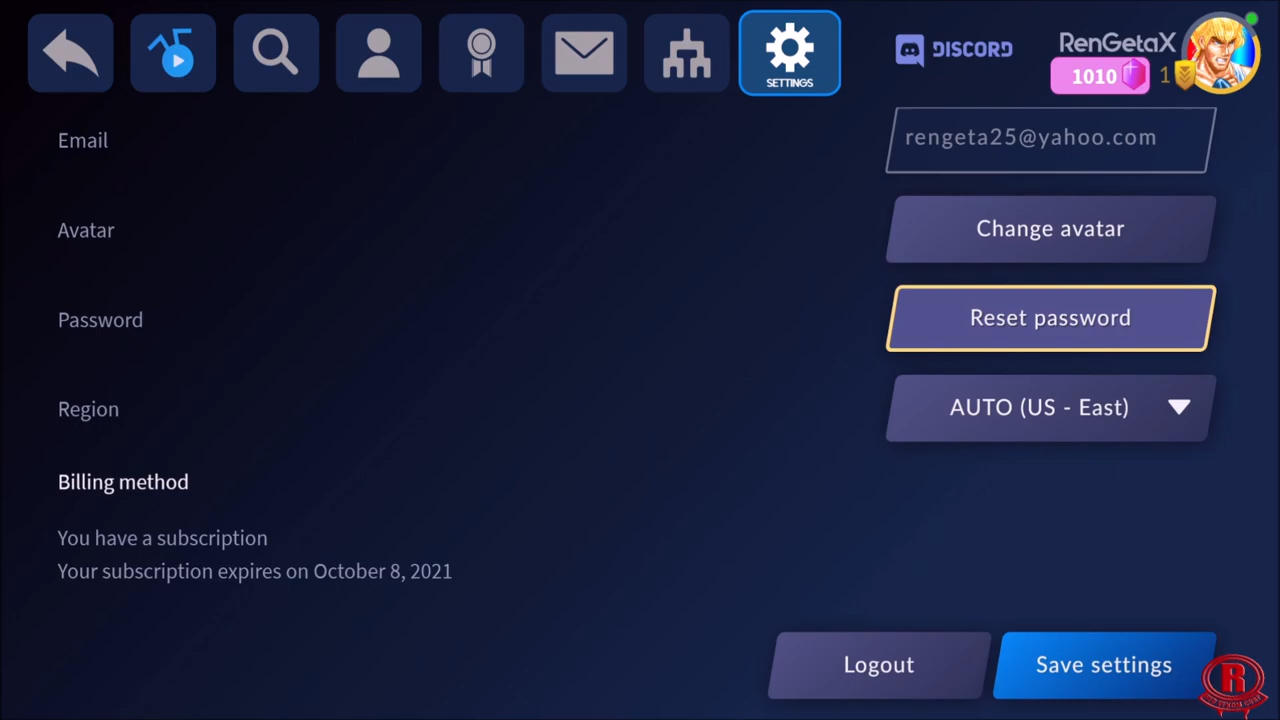 SETTINGS
DISCORD
RenGetaX
1010
1
Email
rengeta25@yahoo.com
Avatar
Change avatar
Password
Reset password
Region
AUTO (US - East)
Billing method
You have a subscription
Your subscription expires on October 8, 2021
Logout
Save settings
R